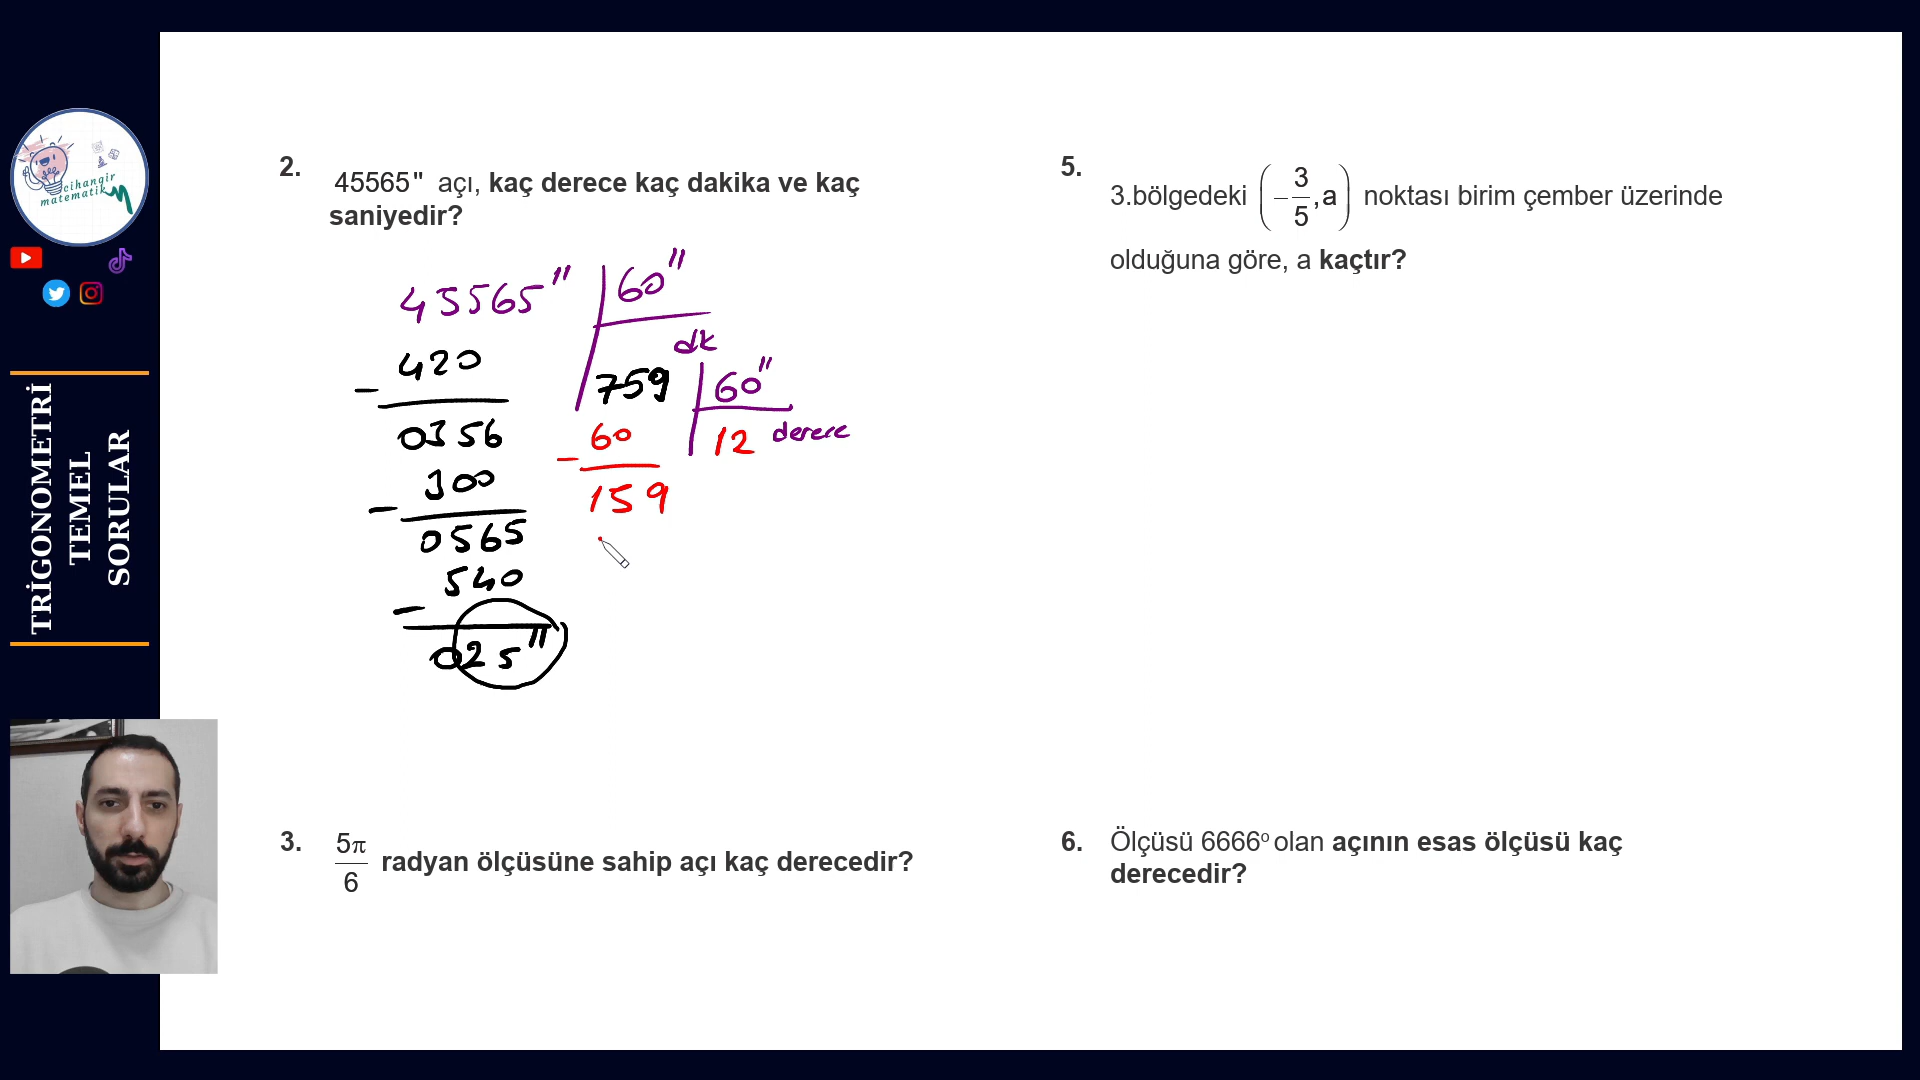 cihangir
matematik
TRİGONOMETRİ
TEMEL
SORULAR
2. 45565" açı, kaç derece kaç dakika ve kaç
saniyedir?
45565" 60"
420 dk
- 759 60"
0356 60 12 derece
300 -
- 159
0565
540
-
025"
3. 5π/6 radyan ölçüsüne sahip açı kaç derecedir?
5. 3.bölgedeki (-3/5,a) noktası birim çember üzerinde
olduğuna göre, a kaçtır?
6. Ölçüsü 6666º olan açının esas ölçüsü kaç
derecedir?